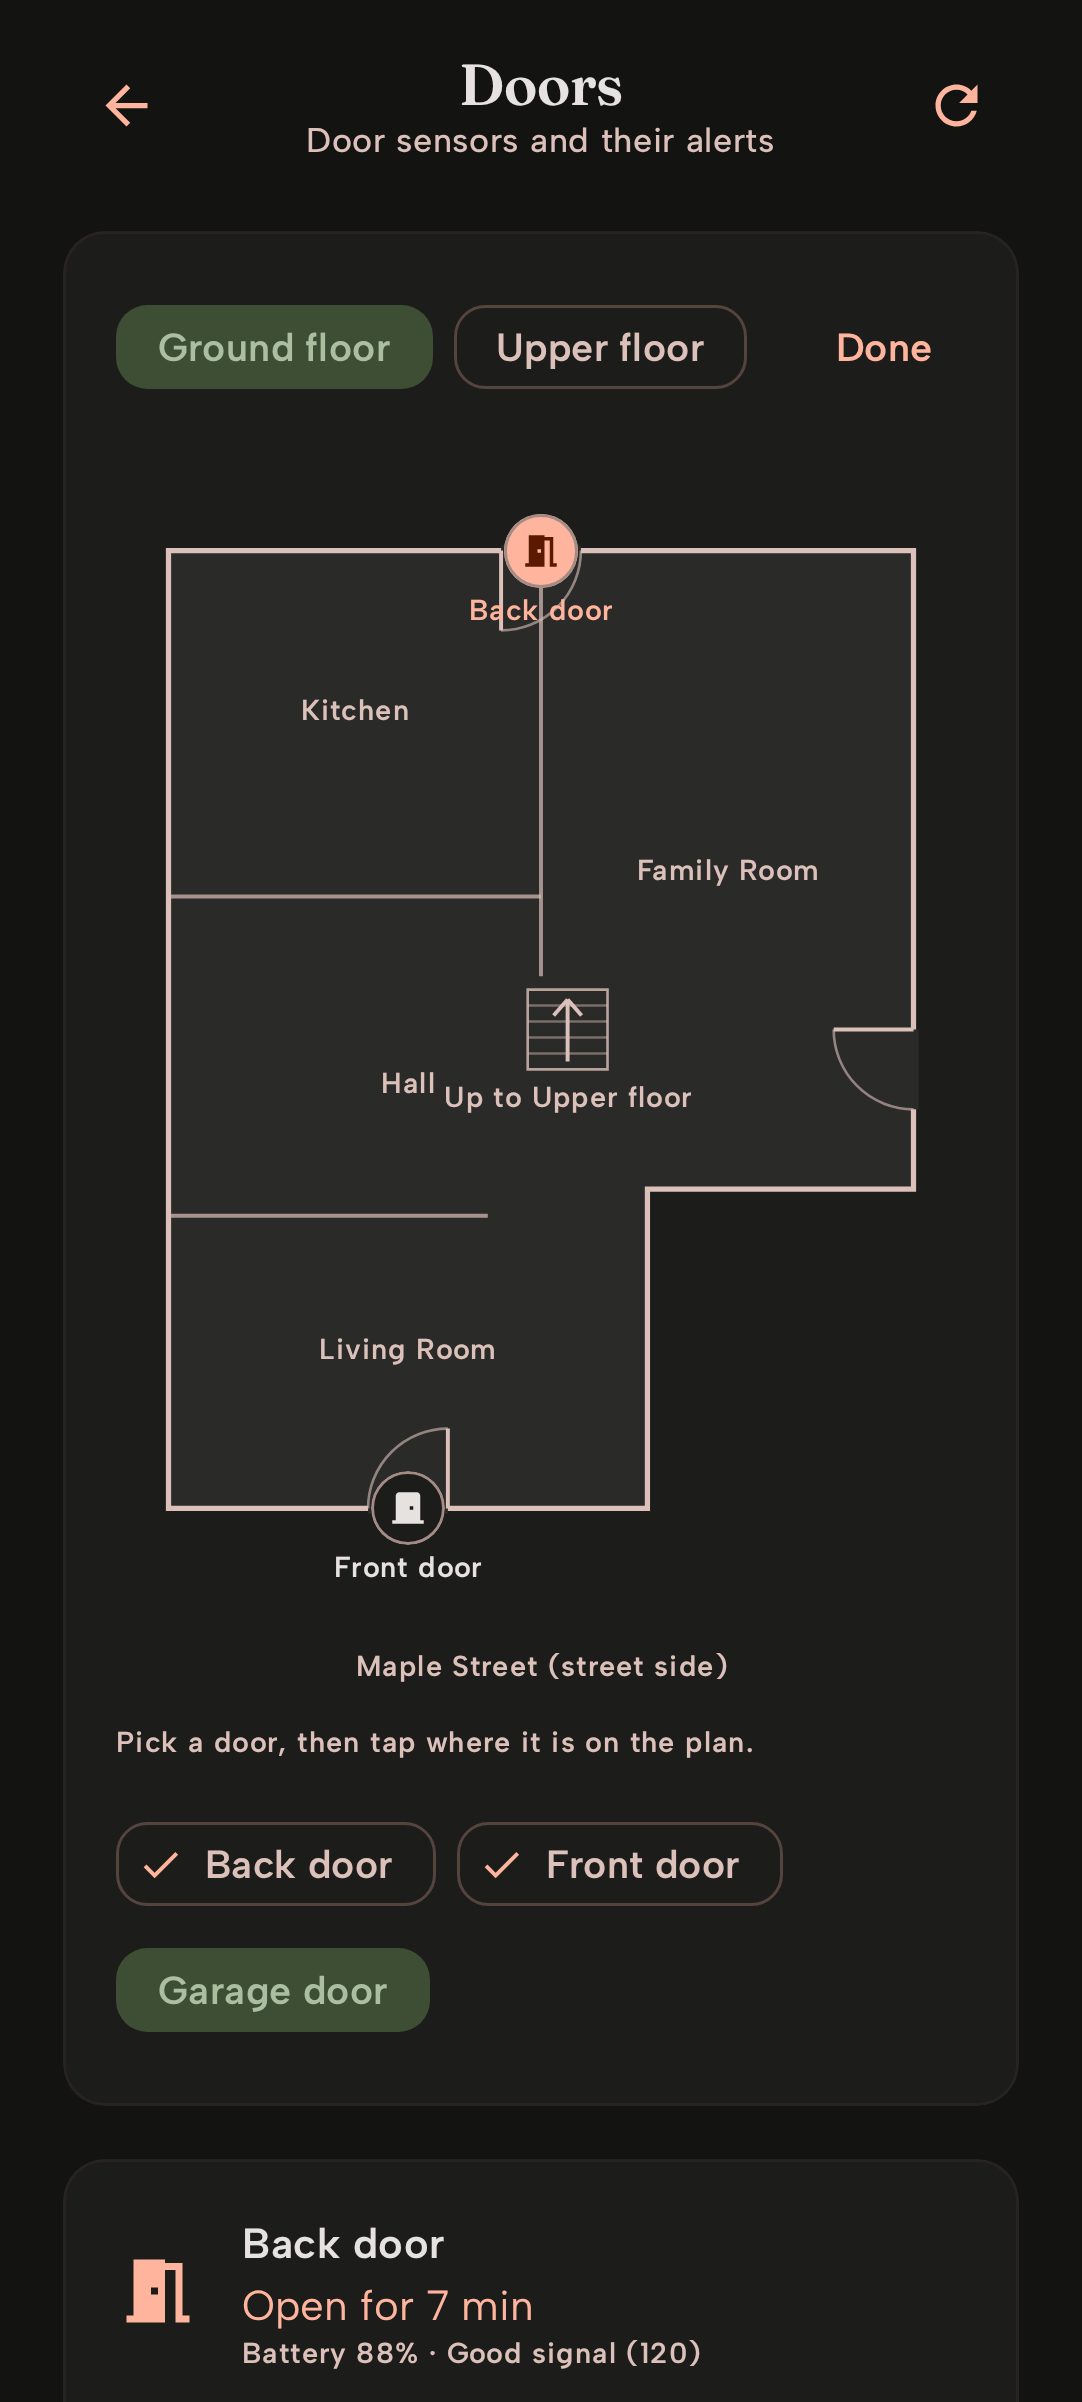 Doors
Door sensors and their alerts
Ground floor
Upper floor
Done
Back door
Kitchen
Family Room
Hall
Up to Upper floor
Living Room
Front door
Maple Street (street side)
Pick a door, then tap where it is on the plan.
Back door
Front door
Garage door
Back door
Open for 7 min
Battery 88% · Good signal (120)